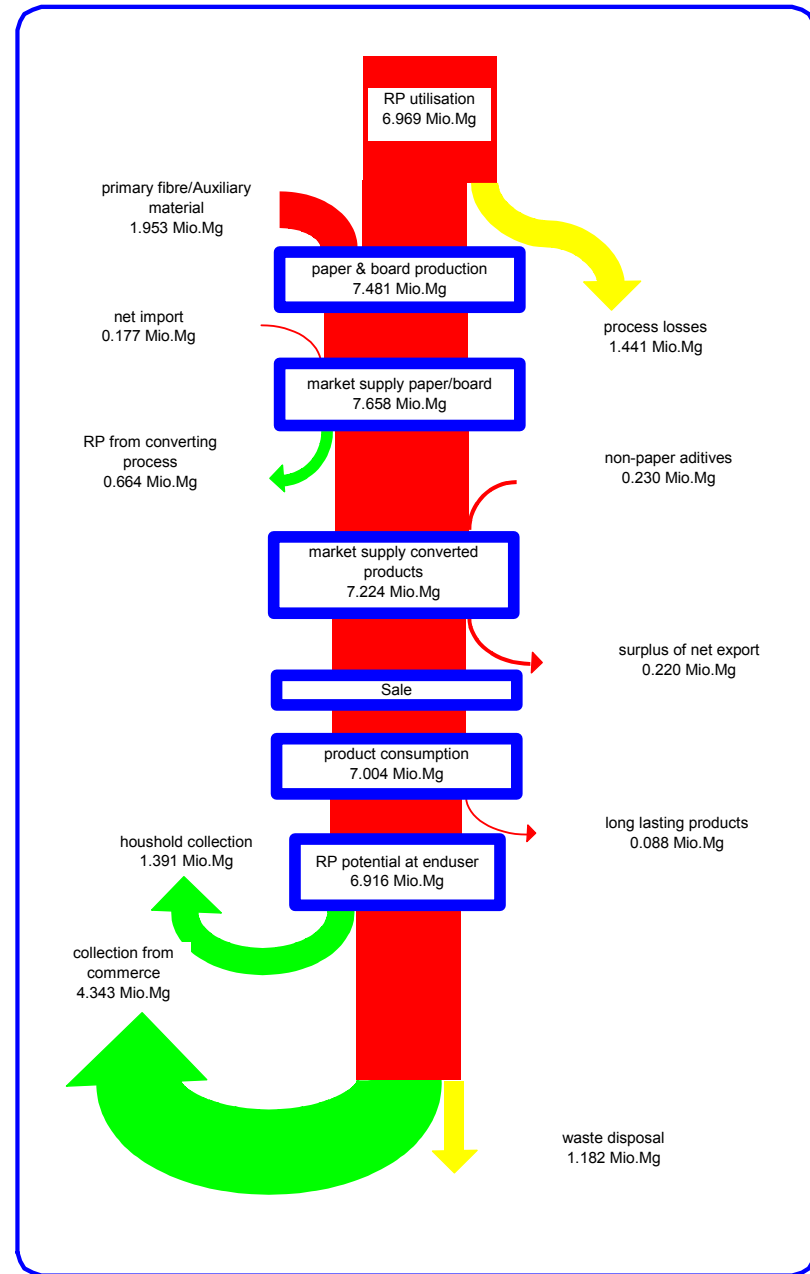 RP utilisation
6.969 Mio.Mg
primary fibre/Auxiliary
material
1.953 Mio.Mg
paper & board production
7.481 Mio.Mg
net import
0.177 Mio.Mg
process losses
1.441 Mio.Mg
market supply paper/board
7.658 Mio.Mg
RP from converting
process
0.664 Mio.Mg
non-paper aditives
0.230 Mio.Mg
market supply converted
products
7.224 Mio.Mg
surplus of net export
0.220 Mio.Mg
Sale
product consumption
7.004 Mio.Mg
long lasting products
0.088 Mio.Mg
houshold collection
1.391 Mio.Mg
RP potential at enduser
6.916 Mio.Mg
collection from
commerce
4.343 Mio.Mg
waste disposal
1.182 Mio.Mg